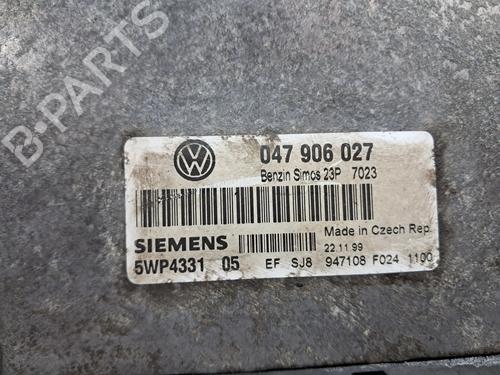 B-PARTS
VW
047 906 027
Benzin Simos 23P 7023
SIEMENS
Made in Czech Rep
22 11 99
5WP4331 05 EF SJ8 947108 F024 1100